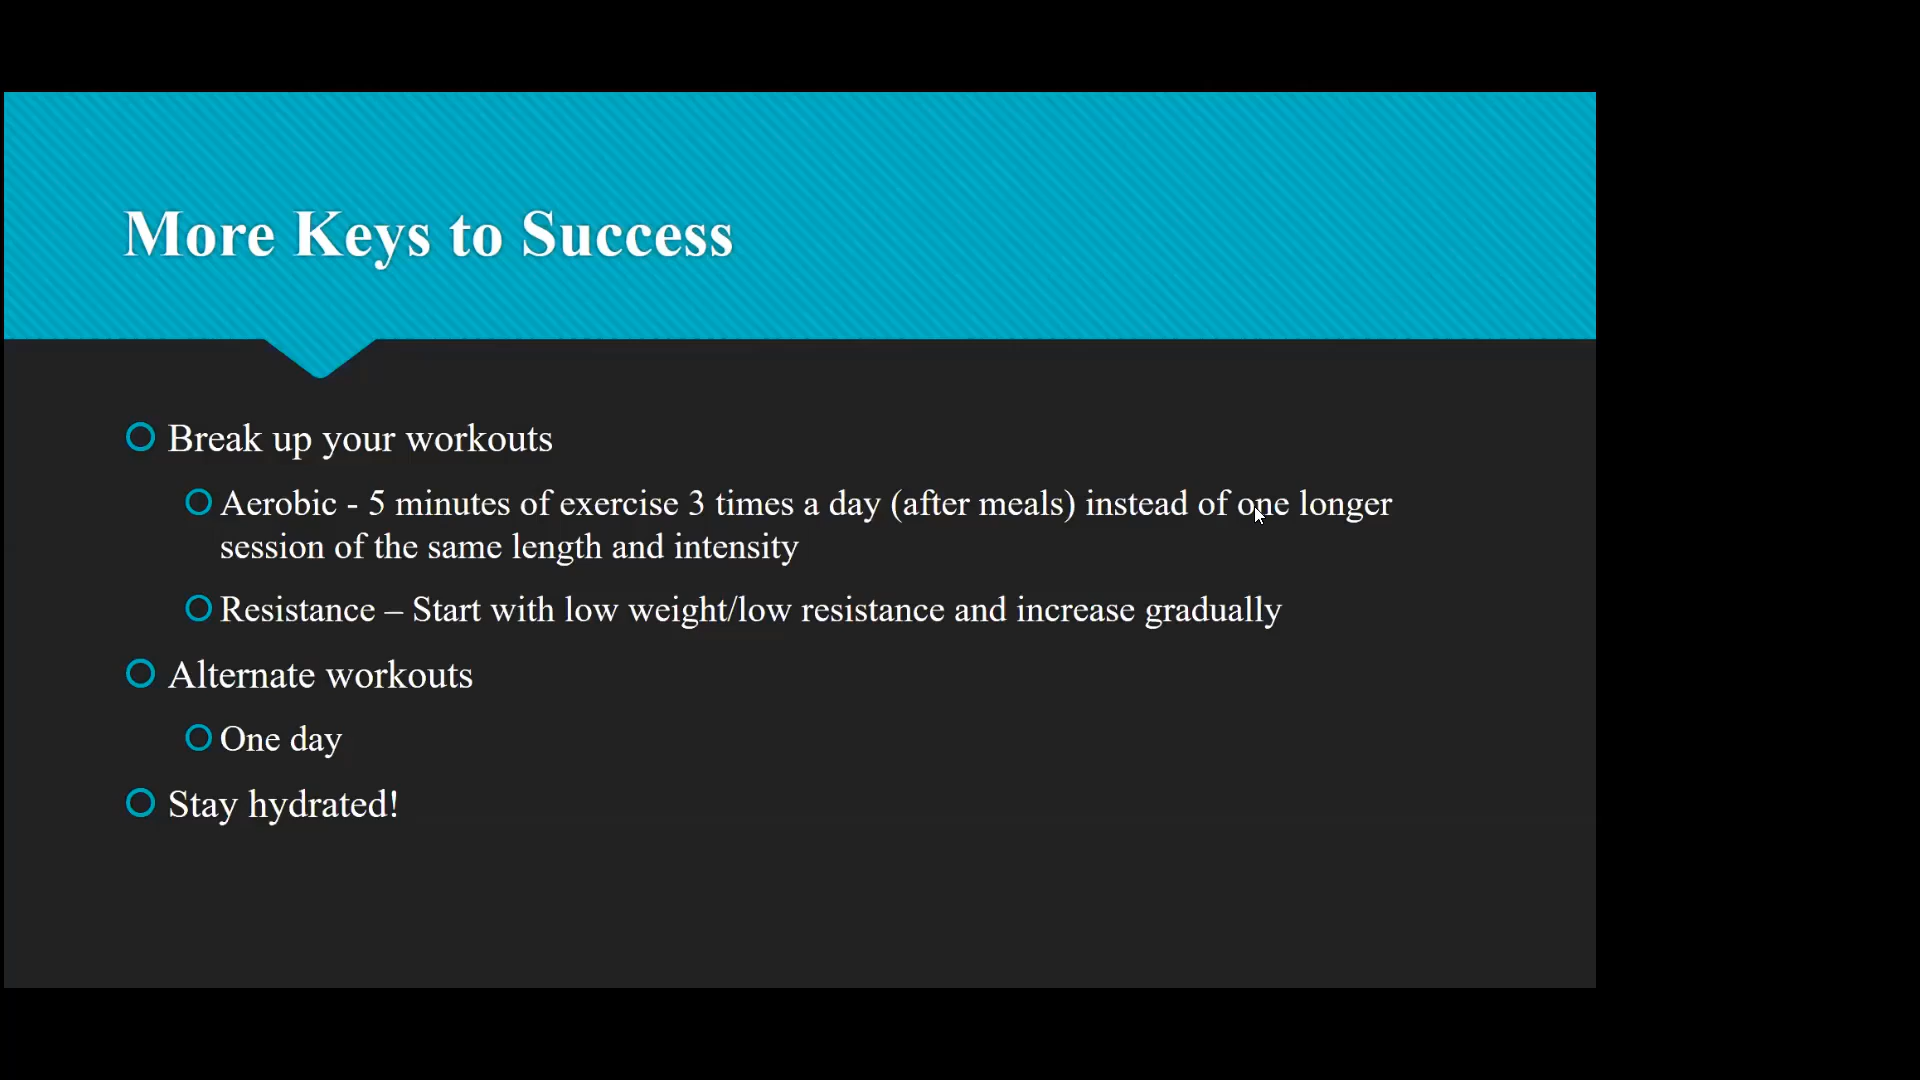 More Keys to Success
Break up your workouts
Aerobic - 5 minutes of exercise 3 times a day (after meals) instead of one longer
session of the same length and intensity
Resistance – Start with low weight/low resistance and increase gradually
Alternate workouts
One day
Stay hydrated!